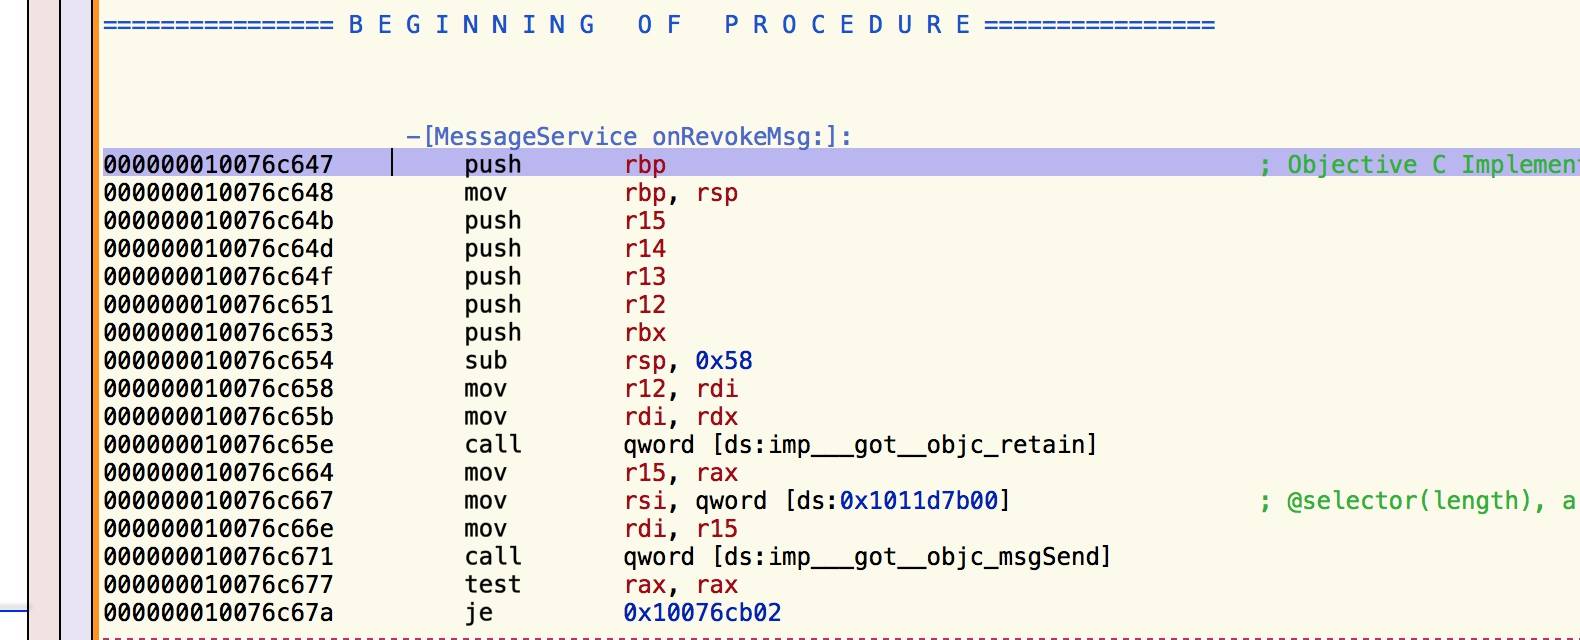 ================ B E G I N N I N G   O F   P R O C E D U R E ================
-[MessageService onRevokeMsg:]:
000000010076c647 push rbp ; Objective C
000000010076c648 mov rbp, rsp
000000010076c64b push r15
000000010076c64d push r14
000000010076c64f push r13
000000010076c651 push r12
000000010076c653 push rbx
000000010076c654 sub rsp, 0x58
000000010076c658 mov r12, rdi
000000010076c65b mov rdi, rdx
000000010076c65e call qword [ds:imp___got__objc_retain]
000000010076c664 mov r15, rax
000000010076c667 mov rsi, qword [ds:0x1011d7b00] ; @selector(length), a
000000010076c66e mov rdi, r15
000000010076c671 call qword [ds:imp___got__objc_msgSend]
000000010076c677 test rax, rax
000000010076c67a je 0x10076cb02